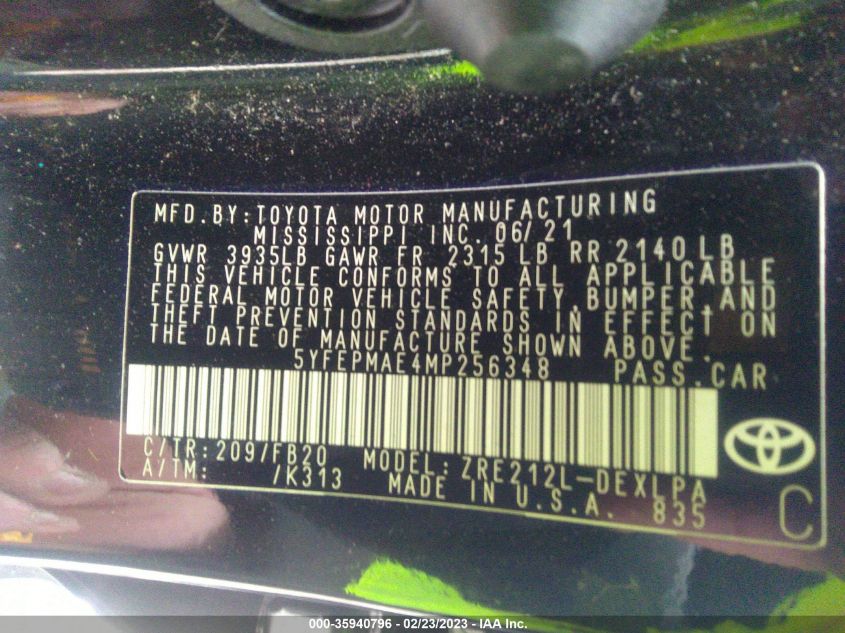 MFD.BY:TOYOTA MOTOR MANUFACTURING
MISSISSIPPI INC. 06/21
GVWR 3935LB GAWR FR 2315 LB RR 2140 LB
THIS VEHICLE CONFORMS TO ALL APPLICABLE
FEDERAL MOTOR VEHICLE SAFETY,BUMPER,AND
THEFT PREVENTION STANDARDS IN EFFECT ON
THE DATE OF MANUFACTURE SHOWN ABOVE.
5YFEPMAE4MP256348 PASS.CAR
C/TR:209/FB20 MODEL:ZRE212L-DEXLPA
A/TM: /K313 MADE IN U.S.A. 835
C
000-35940796 - 02/23/2023 - IAA Inc.